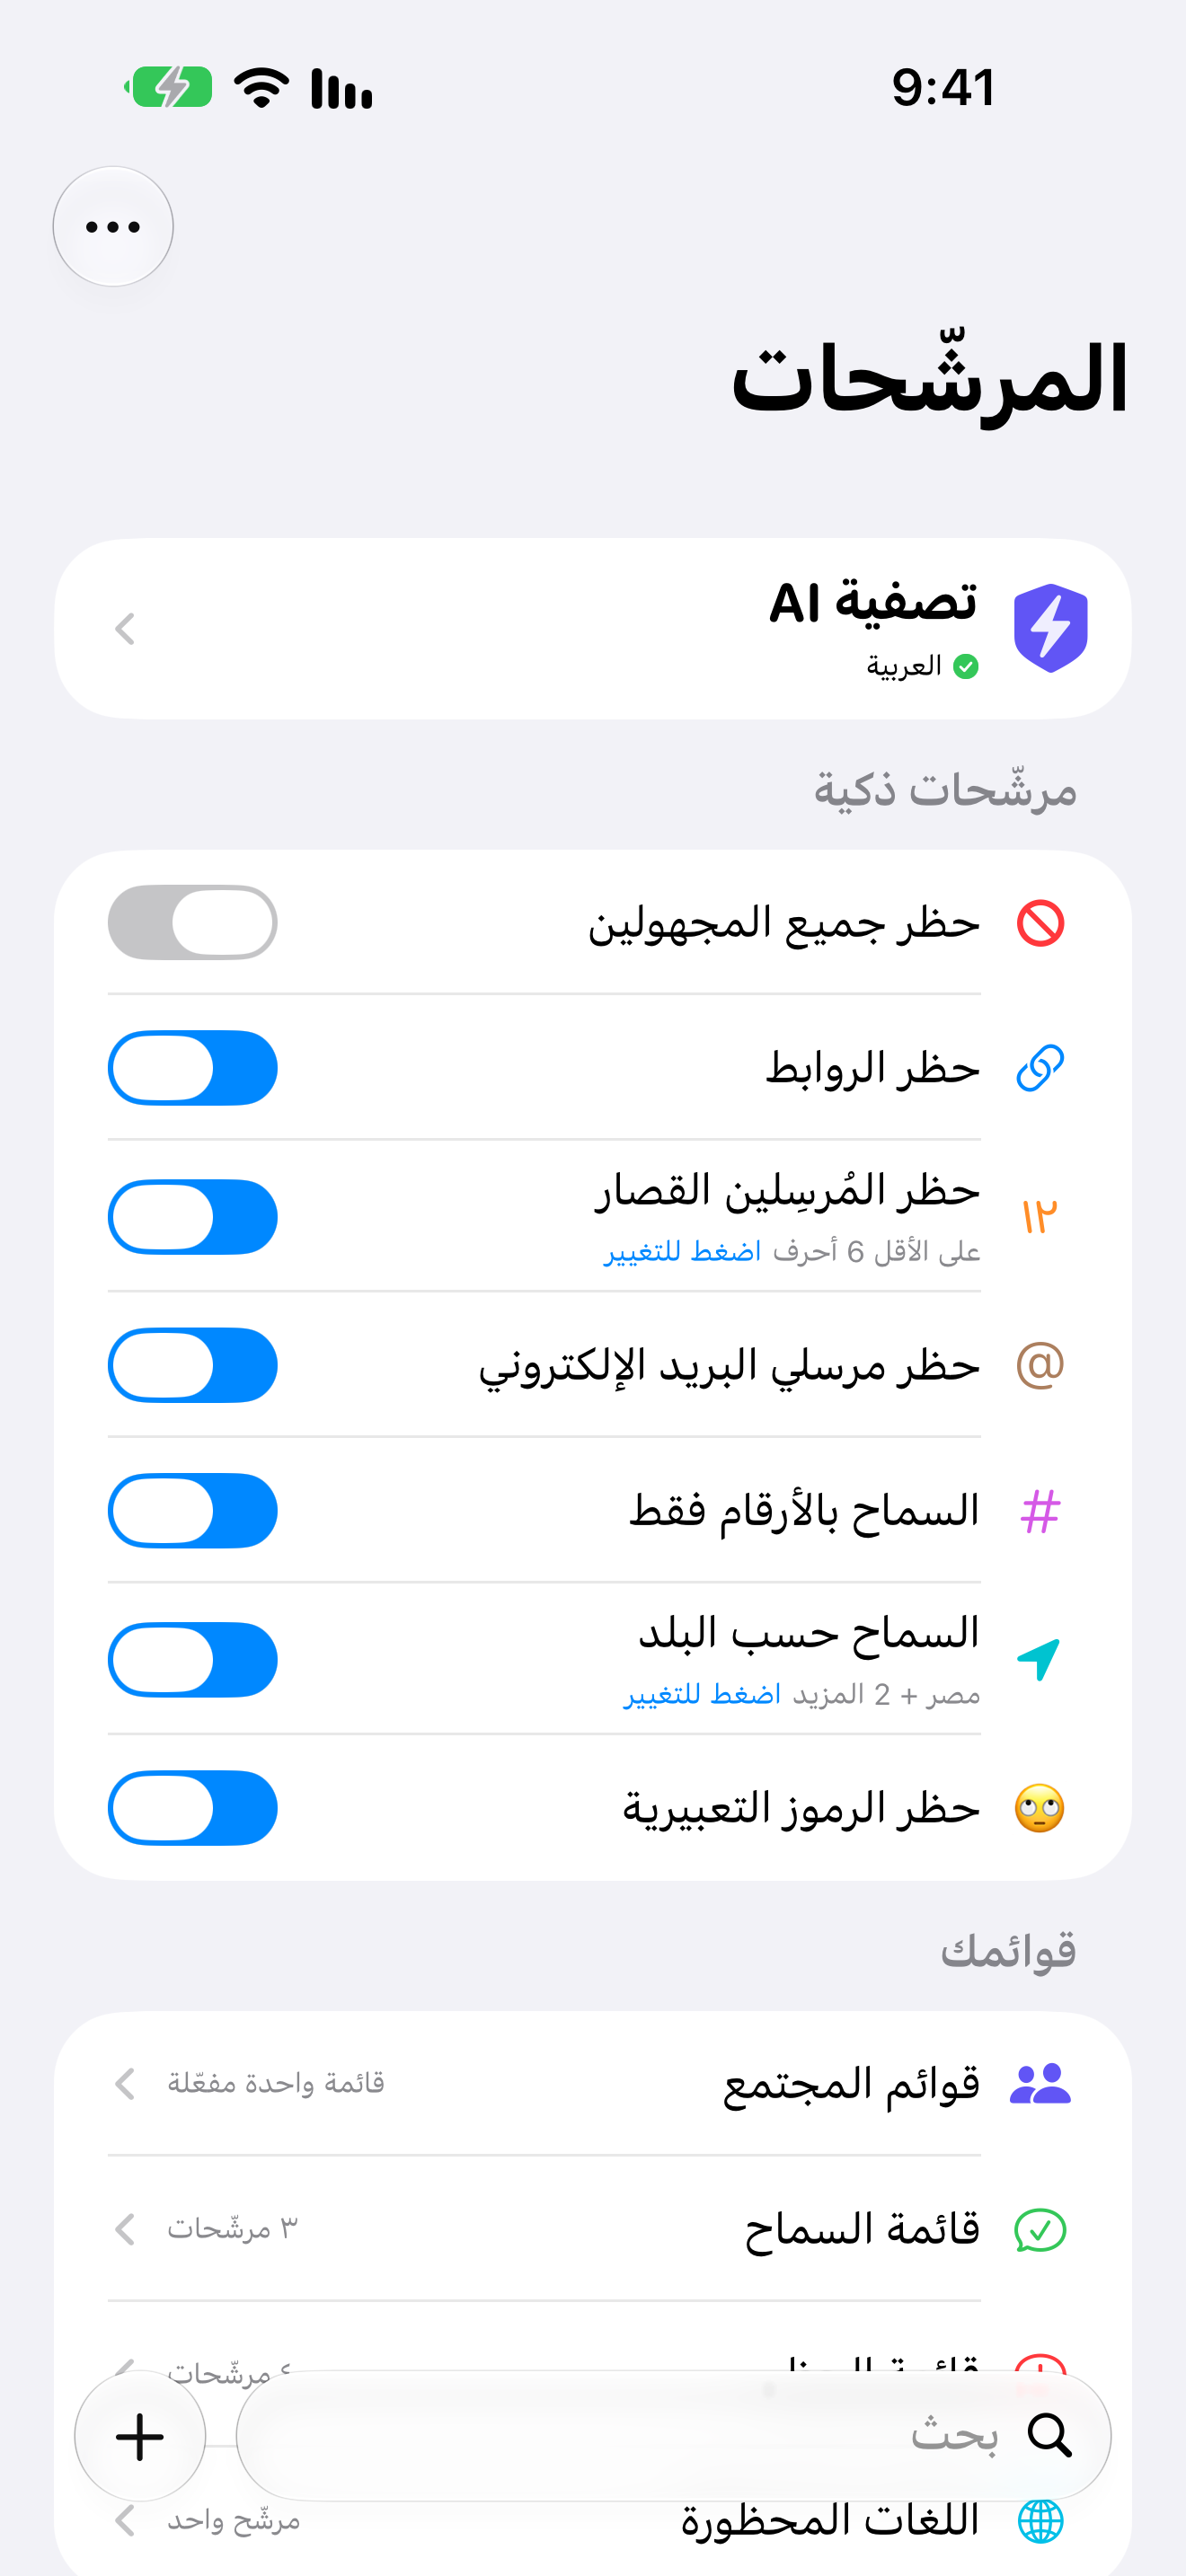 9:41
المرشّحات
تصفية AI
العربية
مرشّحات ذكية
حظر جميع المجهولين
حظر الروابط
حظر المُرسِلين القصار
١٢
على الأقل 6 أحرف اضغط للتغيير
@ حظر مرسلي البريد الإلكتروني
# السماح بالأرقام فقط
السماح حسب البلد
مصر + 2 المزيد اضغط للتغيير
حظر الرموز التعبيرية
قوائمك
قوائم المجتمع قائمة واحدة مفعّلة
قائمة السماح ٣ مرشّحات
مرشّحات
بحث
اللغات المحظورة مرشّح واحد